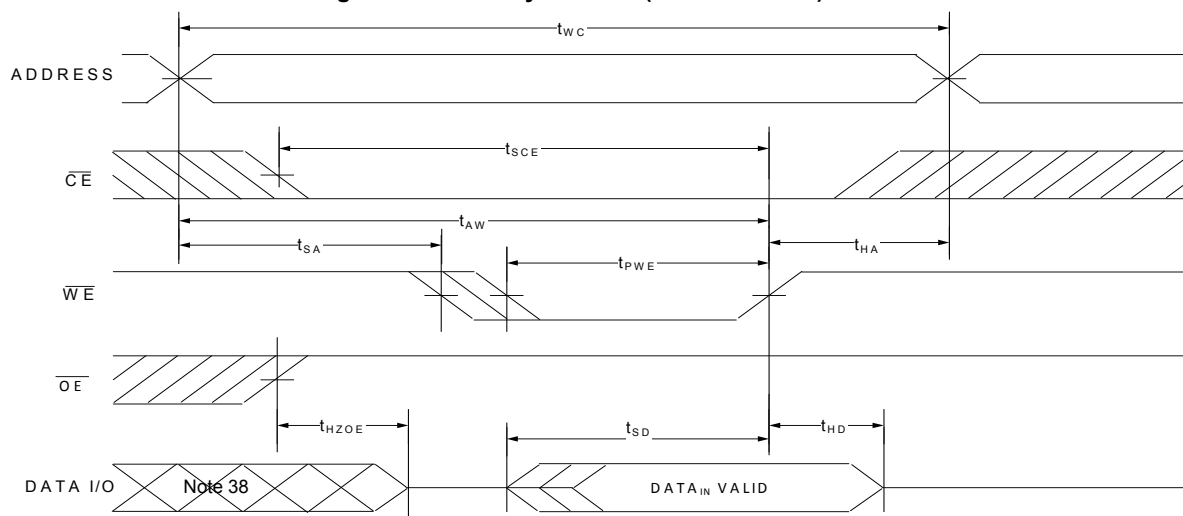 tWC
ADDRESS
tSCE
CE
tAW
tSA
tHA
tPWE
WE
OE
tHZOE
tSD
tHD
DATA I/O
Note 38
DATAIN VALID